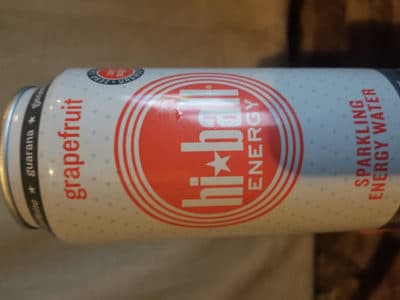 guarana
grapefruit
hi★ball
ENERGY
SPARKLING
ENERGY WATER